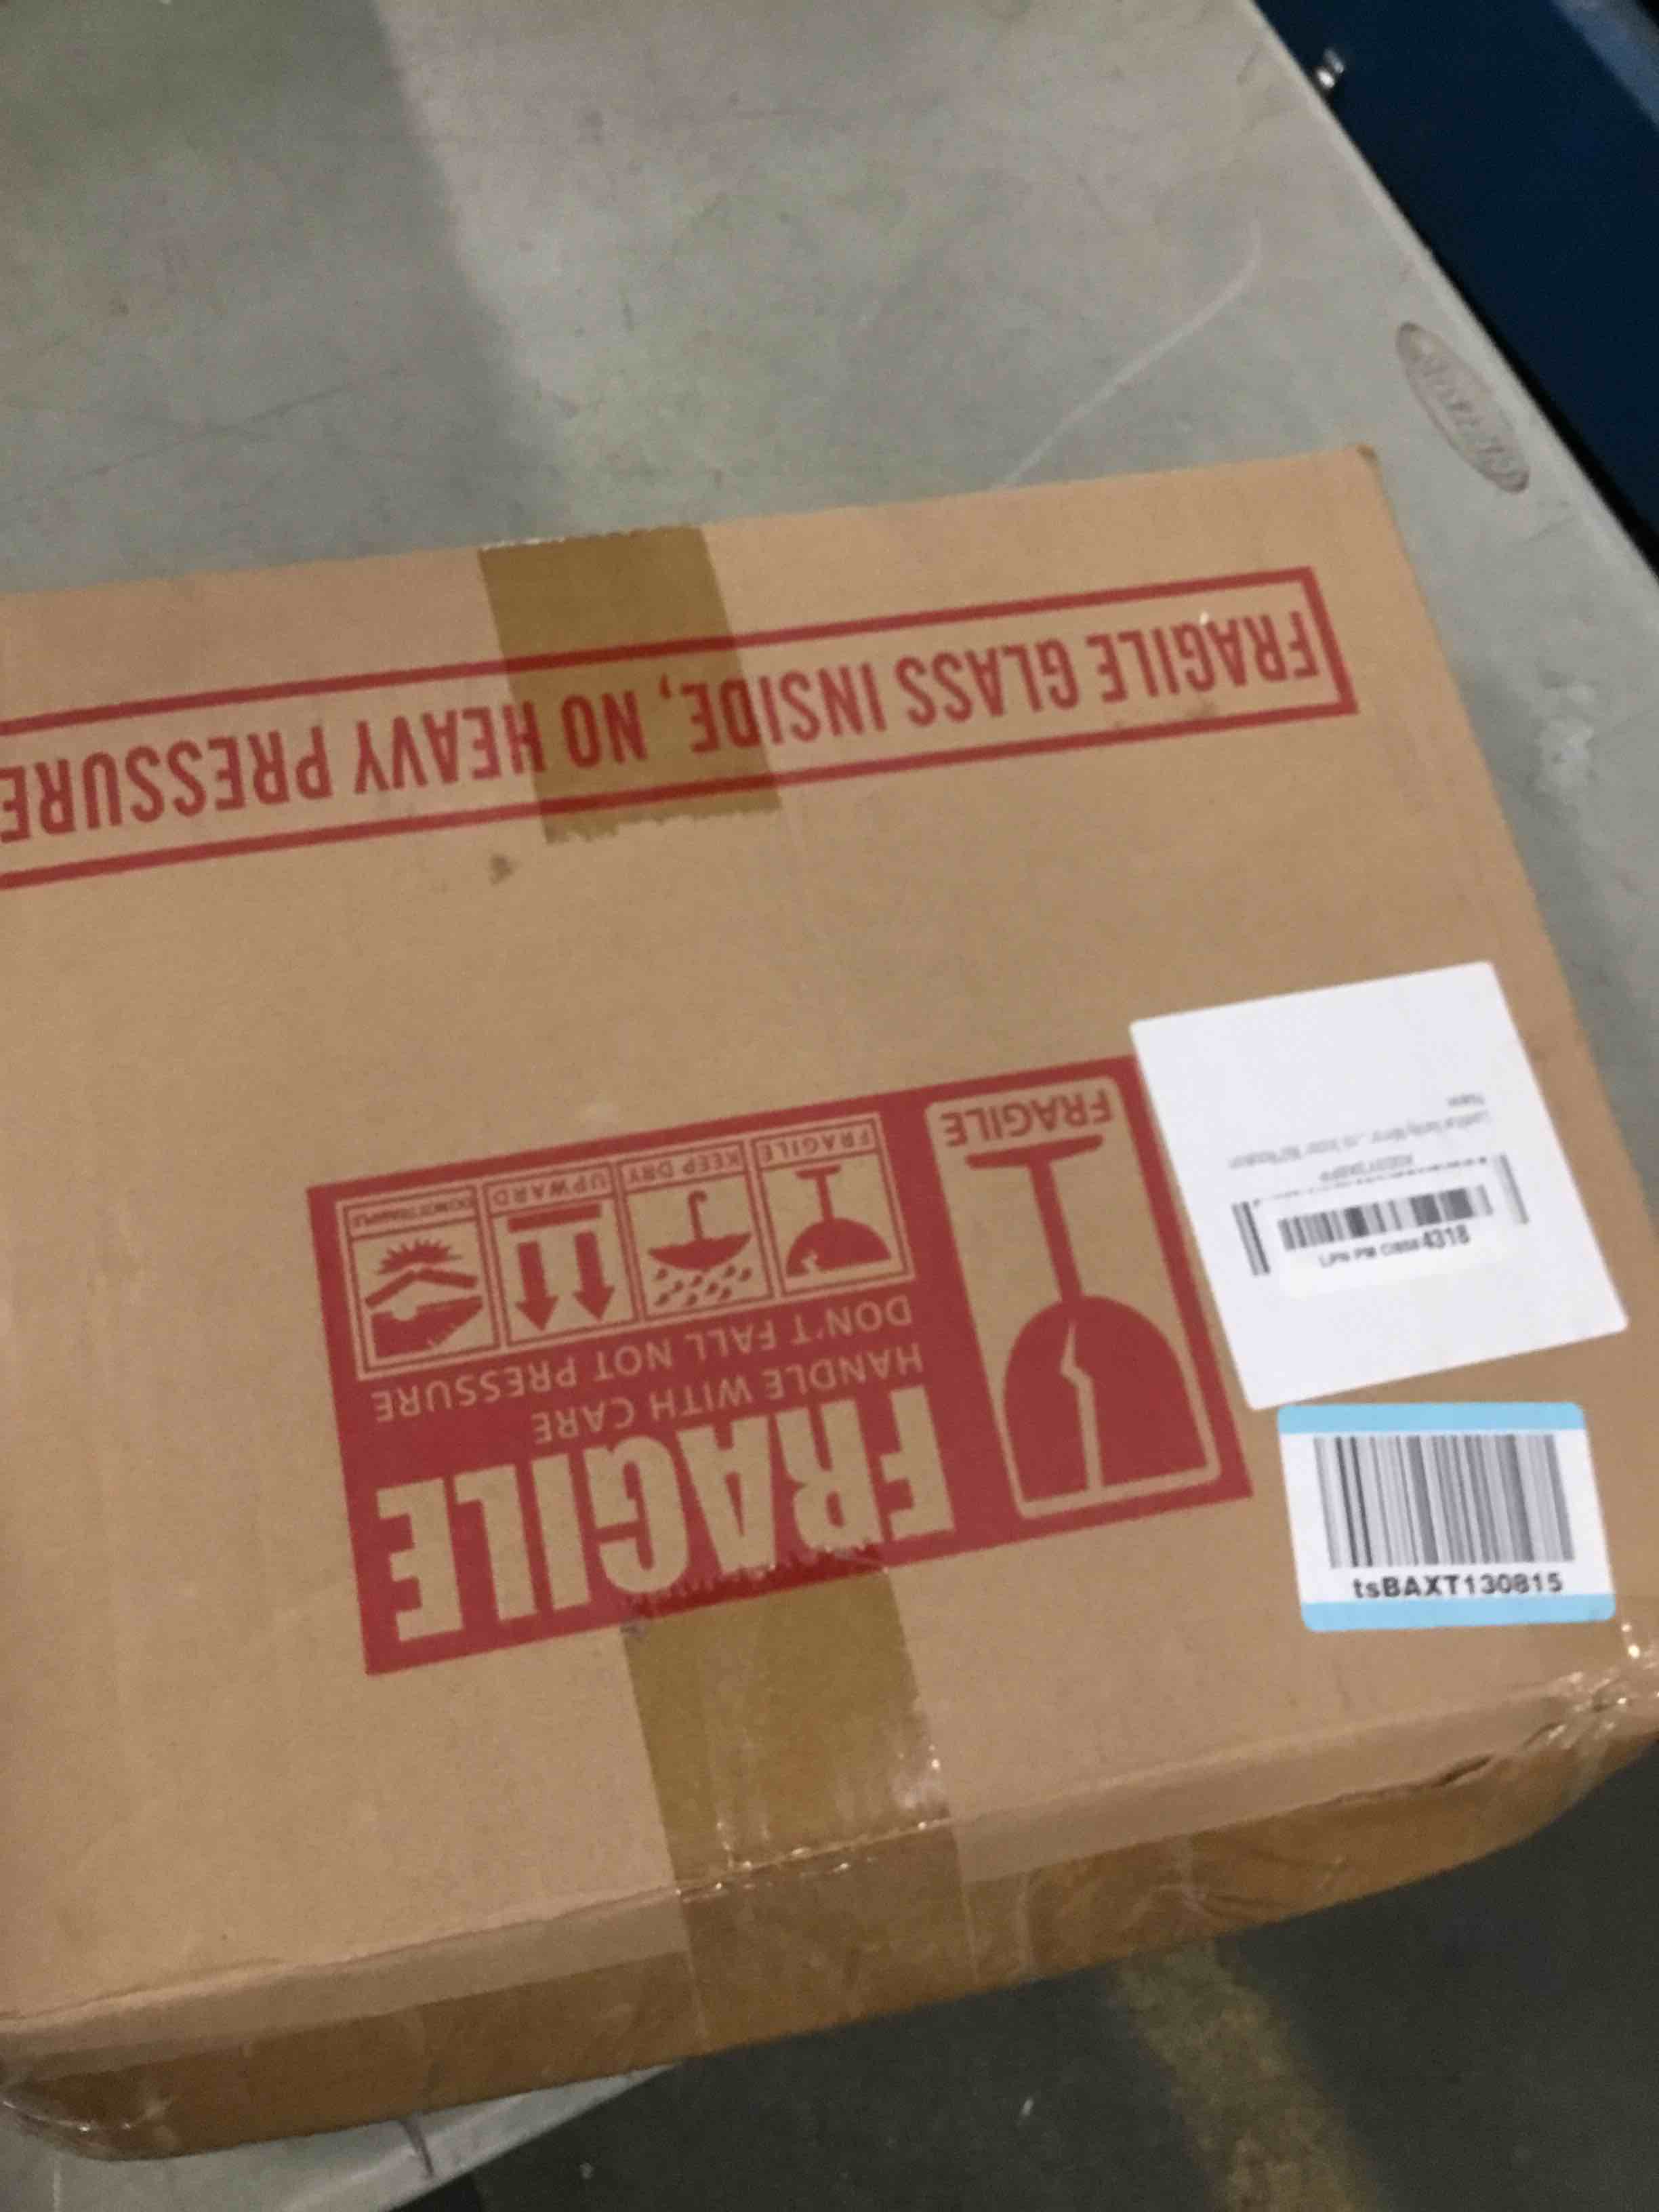 FRAGILE
HANDLE WITH CARE
DON'T FALL NOT PRESSURE
FRAGILE
KEEP DRY
UPWARD
FRAGILE
FRAGILE GLASS INSIDE, NO HEAVY PRESSURE
4318
tsBAXT130815